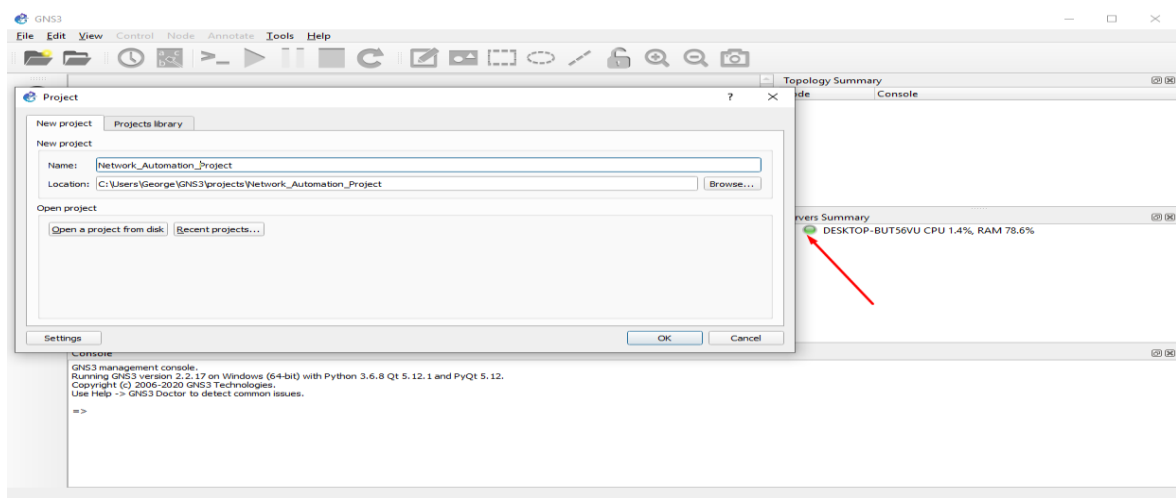 GNS3
File Edit View Control Node Annotate Tools Help
Topology Summary
de Console
Project
New project Projects library
New project
Name: Network_Automation_Project
Location: C:\Users\George\GNS3\projects\Network_Automation_Project Browse...
Open project
Open a project from disk Recent projects...
rvers Summary
DESKTOP-BUT56VU CPU 1.4%, RAM 78.6%
Settings OK Cancel
Console
GNS3 management console.
Running GNS3 version 2.2.17 on Windows (64-bit) with Python 3.6.8 Qt 5.12.1 and PyQt 5.12.
Copyright (c) 2006-2020 GNS3 Technologies.
Use Help -> GNS3 Doctor to detect common issues.
=>